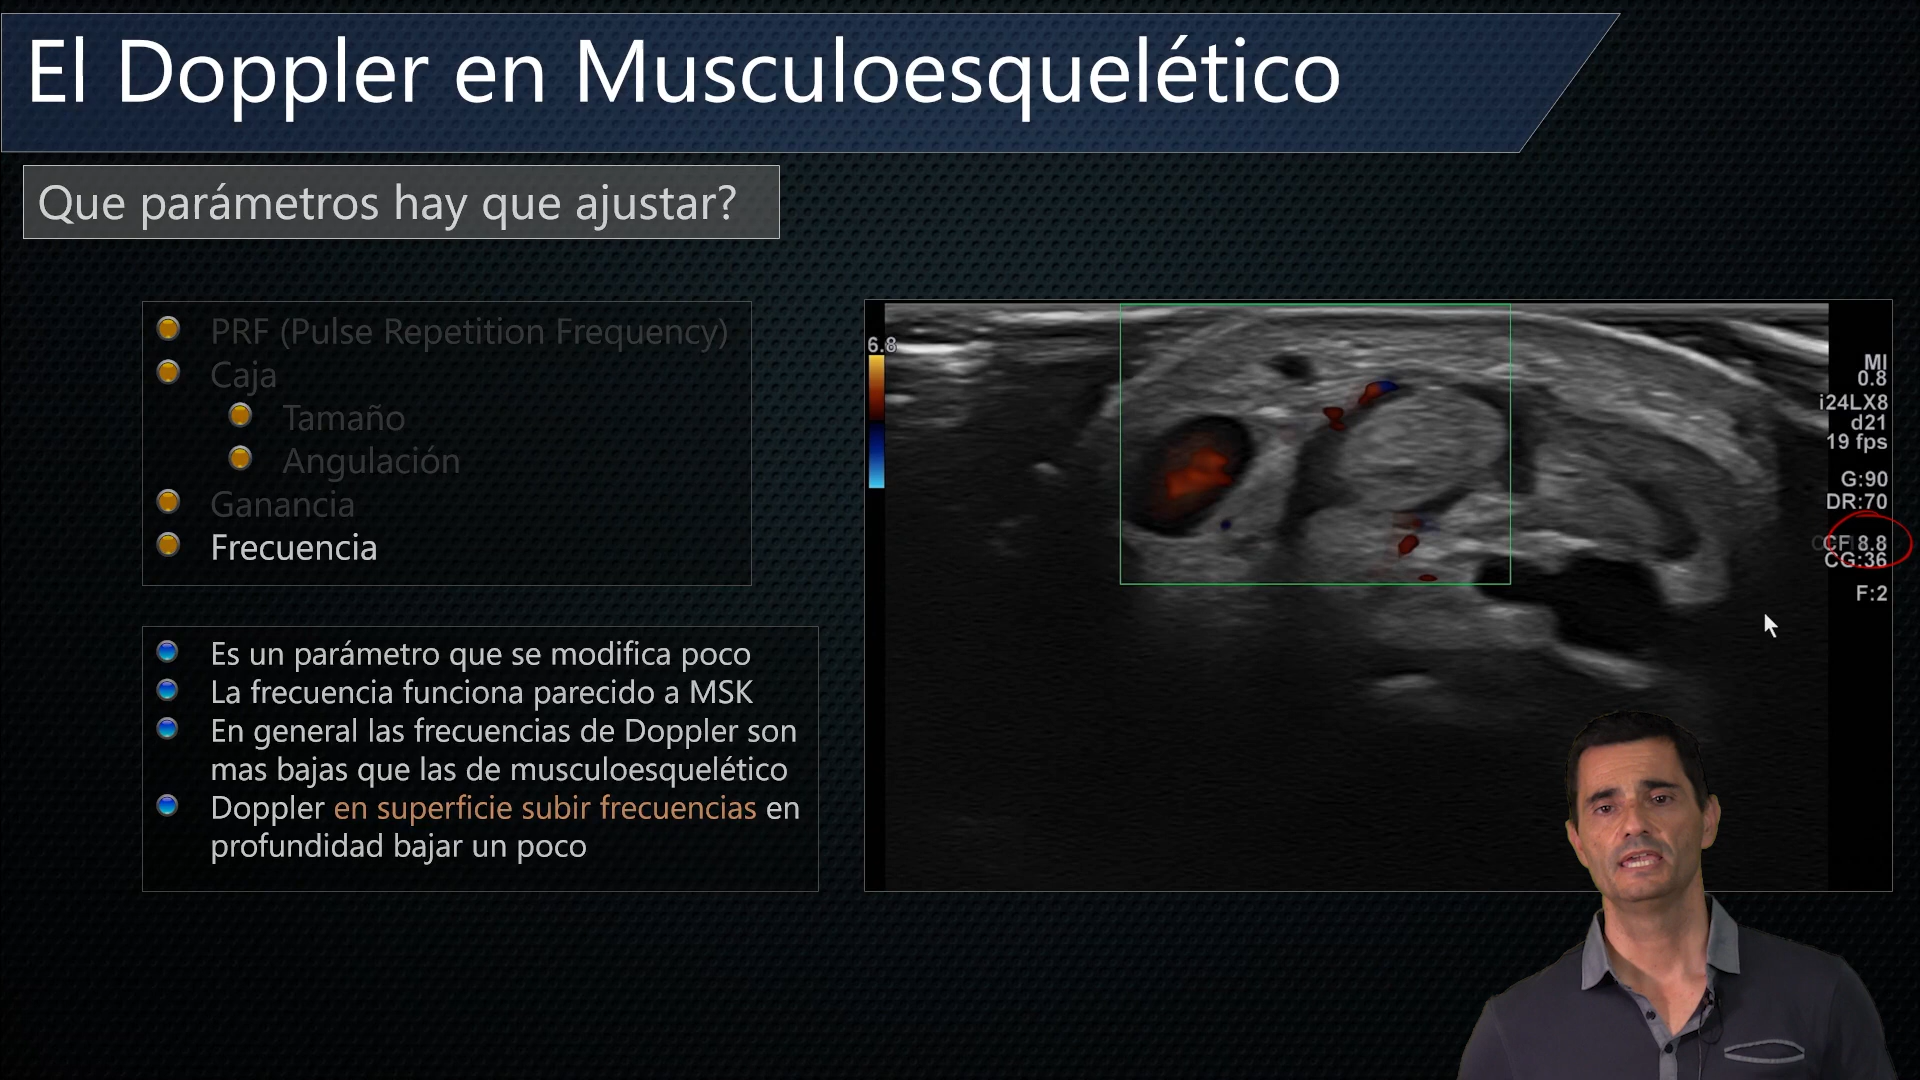 El Doppler en Musculoesquelético
Que parámetros hay que ajustar?
PRF (Pulse Repetition Frequency)
Caja
Tamaño
Angulación
Ganancia
Frecuencia
Es un parámetro que se modifica poco
La frecuencia funciona parecido a MSK
En general las frecuencias de Doppler son
mas bajas que las de musculoesquelético
Doppler en superficie subir frecuencias en
profundidad bajar un poco
6.8
MI
0.8
i24LX8
d21
19 fps
G:90
DR:70
CF 8.8
CG:36
F:2